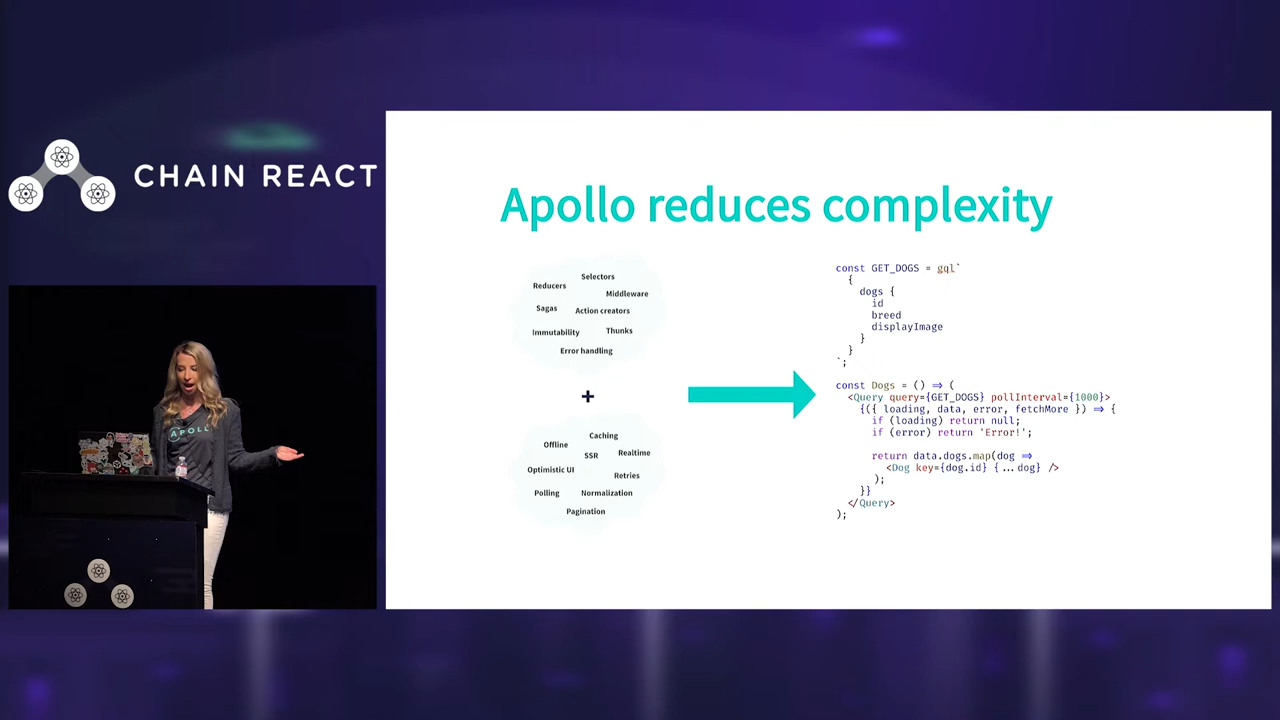 CHAIN REACT
APOLLO
Apollo reduces complexity
Selectors
Reducers
Middleware
Sagas
Action creators
Immutability
Thunks
Error handling
+
Caching
Offline
SSR
Realtime
Optimistic UI
Retries
Polling
Normalization
Pagination
const GET_DOGS = gql`
  {
    dogs {
      id
      breed
      displayImage
    }
  }
`;
const Dogs = () => (
  <Query query={GET_DOGS} pollInterval={1000}>
    {({ loading, data, error, fetchMore }) => {
      if (loading) return null;
      if (error) return 'Error!';
      return data.dogs.map(dog =>
        <Dog key={dog.id} {...dog} />
      );
    }}
  </Query>
);